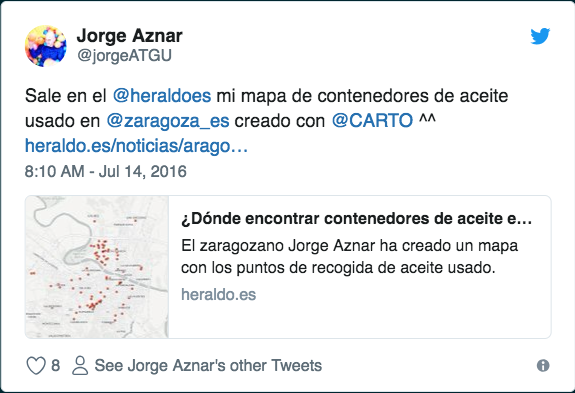 Jorge Aznar
@jorgeATGU
Sale en el @heraldoes mi mapa de contenedores de aceite
usado en @zaragoza_es creado con @CARTO ^^
heraldo.es/noticias/arago…
8:10 AM - Jul 14, 2016
¿Dónde encontrar contenedores de aceite e…
El zaragozano Jorge Aznar ha creado un mapa
con los puntos de recogida de aceite usado.
heraldo.es
8 See Jorge Aznar's other Tweets